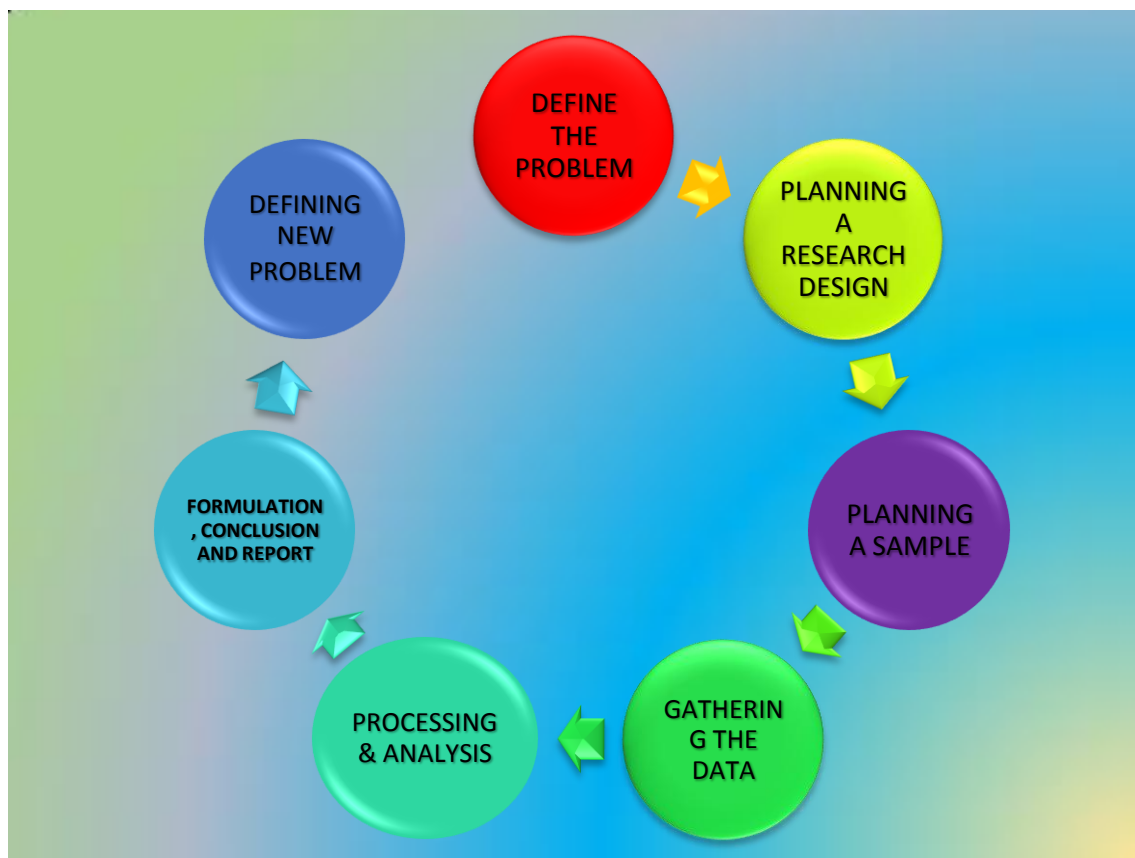 DEFINE
THE
PROBLEM
PLANNING
A
RESEARCH
DESIGN
PLANNING
A SAMPLE
GATHERIN
G THE
DATA
PROCESSING
& ANALYSIS
FORMULATION
, CONCLUSION
AND REPORT
DEFINING
NEW
PROBLEM